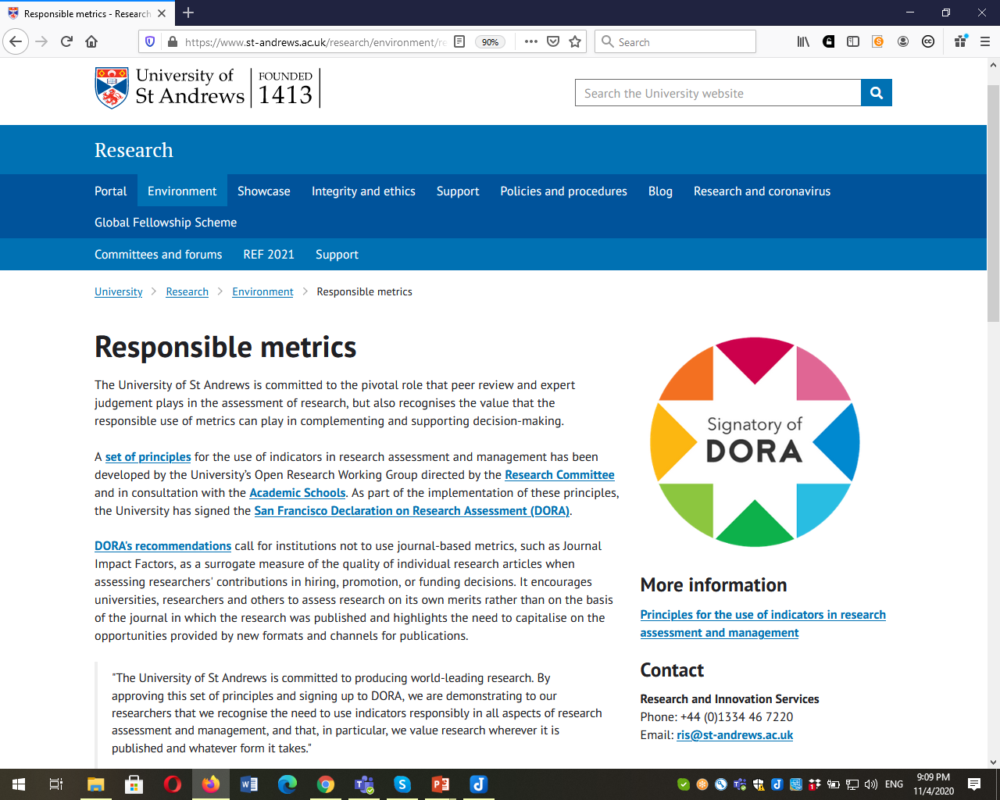 Responsible metrics - Research
https://www.st-andrews.ac.uk/research/environment/re
90%
Search
University of
St Andrews
FOUNDED
1413
Search the University website
Research
Portal
Environment
Showcase
Integrity and ethics
Support
Policies and procedures
Blog
Research and coronavirus
Global Fellowship Scheme
Committees and forums
REF 2021
Support
University
Research
Environment
Responsible metrics
Responsible metrics
The University of St Andrews is committed to the pivotal role that peer review and expert
judgement plays in the assessment of research, but also recognises the value that the
responsible use of metrics can play in complementing and supporting decision-making.
A set of principles for the use of indicators in research assessment and management has been
developed by the University's Open Research Working Group directed by the Research Committee
and in consultation with the Academic Schools. As part of the implementation of these principles,
the University has signed the San Francisco Declaration on Research Assessment (DORA).
DORA's recommendations call for institutions not to use journal-based metrics, such as Journal
Impact Factors, as a surrogate measure of the quality of individual research articles when
assessing researchers' contributions in hiring, promotion, or funding decisions. It encourages
universities, researchers and others to assess research on its own merits rather than on the basis
of the journal in which the research was published and highlights the need to capitalise on the
opportunities provided by new formats and channels for publications.
"The University of St Andrews is committed to producing world-leading research. By
approving this set of principles and signing up to DORA, we are demonstrating to our
researchers that we recognise the need to use indicators responsibly in all aspects of research
assessment and management, and that, in particular, we value research wherever it is
published and whatever form it takes."
Signatory of
DORA
More information
Principles for the use of indicators in research
assessment and management
Contact
Research and Innovation Services
Phone: +44 (0)1334 46 7220
Email: ris@st-andrews.ac.uk
ENG
9:09 PM
11/4/2020